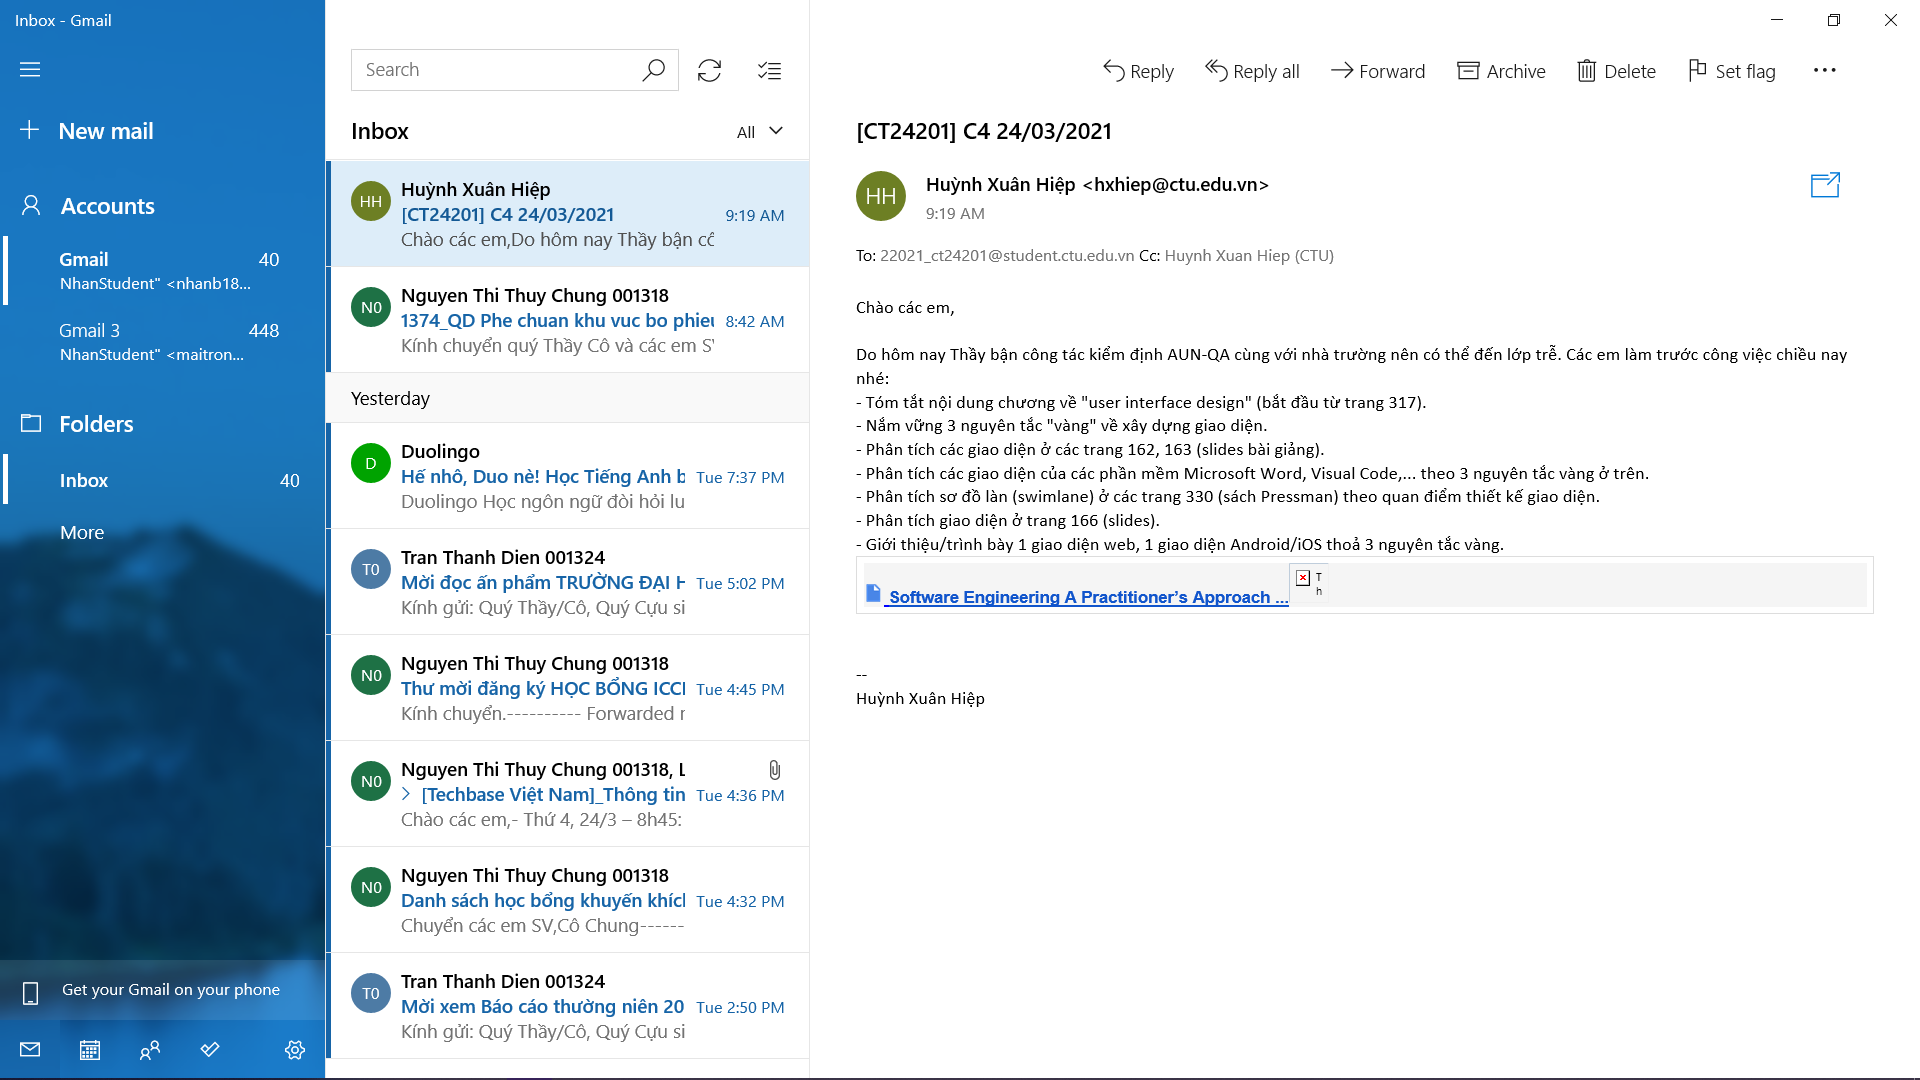 Inbox - Gmail
New mail
Accounts
Gmail 40
NhanStudent" <nhanb18...
Gmail 3 448
NhanStudent" <maitron...
Folders
Inbox 40
More
Get your Gmail on your phone
Search
Inbox
All
HH
Huỳnh Xuân Hiệp
[CT24201] C4 24/03/2021 9:19 AM
Chào các em,Do hôm nay Thầy bận cô
N0
Nguyen Thi Thuy Chung 001318
1374_QD Phe chuan khu vuc bo phieu 8:42 AM
Kính chuyển quý Thầy Cô và các em S
Yesterday
D
Duolingo
Hế nhô, Duo nè! Học Tiếng Anh b Tue 7:37 PM
Duolingo Học ngôn ngữ đòi hỏi lu
T0
Tran Thanh Dien 001324
Mời đọc ấn phẩm TRƯỜNG ĐẠI H Tue 5:02 PM
Kính gửi: Quý Thầy/Cô, Quý Cựu si
N0
Nguyen Thi Thuy Chung 001318
Thư mời đăng ký HỌC BỔNG ICC Tue 4:45 PM
Kính chuyển.---------- Forwarded r
N0
Nguyen Thi Thuy Chung 001318, L
[Techbase Việt Nam]_Thông tin Tue 4:36 PM
Chào các em,- Thứ 4, 24/3 – 8h45:
N0
Nguyen Thi Thuy Chung 001318
Danh sách học bổng khuyến khích Tue 4:32 PM
Chuyển các em SV,Cô Chung------
T0
Tran Thanh Dien 001324
Mời xem Báo cáo thường niên 20 Tue 2:50 PM
Kính gửi: Quý Thầy/Cô, Quý Cựu si
Reply Reply all Forward Archive Delete Set flag
[CT24201] C4 24/03/2021
HH
Huỳnh Xuân Hiệp <hxhiep@ctu.edu.vn>
9:19 AM
To: 22021_ct24201@student.ctu.edu.vn Cc: Huynh Xuan Hiep (CTU)
Chào các em,
Do hôm nay Thầy bận công tác kiểm định AUN-QA cùng với nhà trường nên có thể đến lớp trễ. Các em làm trước công việc chiều nay
nhé:
- Tóm tắt nội dung chương về "user interface design" (bắt đầu từ trang 317).
- Nắm vững 3 nguyên tắc "vàng" về xây dựng giao diện.
- Phân tích các giao diện ở các trang 162, 163 (slides bài giảng).
- Phân tích các giao diện của các phần mềm Microsoft Word, Visual Code,... theo 3 nguyên tắc vàng ở trên.
- Phân tích sơ đồ làn (swimlane) ở các trang 330 (sách Pressman) theo quan điểm thiết kế giao diện.
- Phân tích giao diện ở trang 166 (slides).
- Giới thiệu/trình bày 1 giao diện web, 1 giao diện Android/iOS thoả 3 nguyên tắc vàng.
Software Engineering A Practitioner's Approach ...
T
h
--
Huỳnh Xuân Hiệp